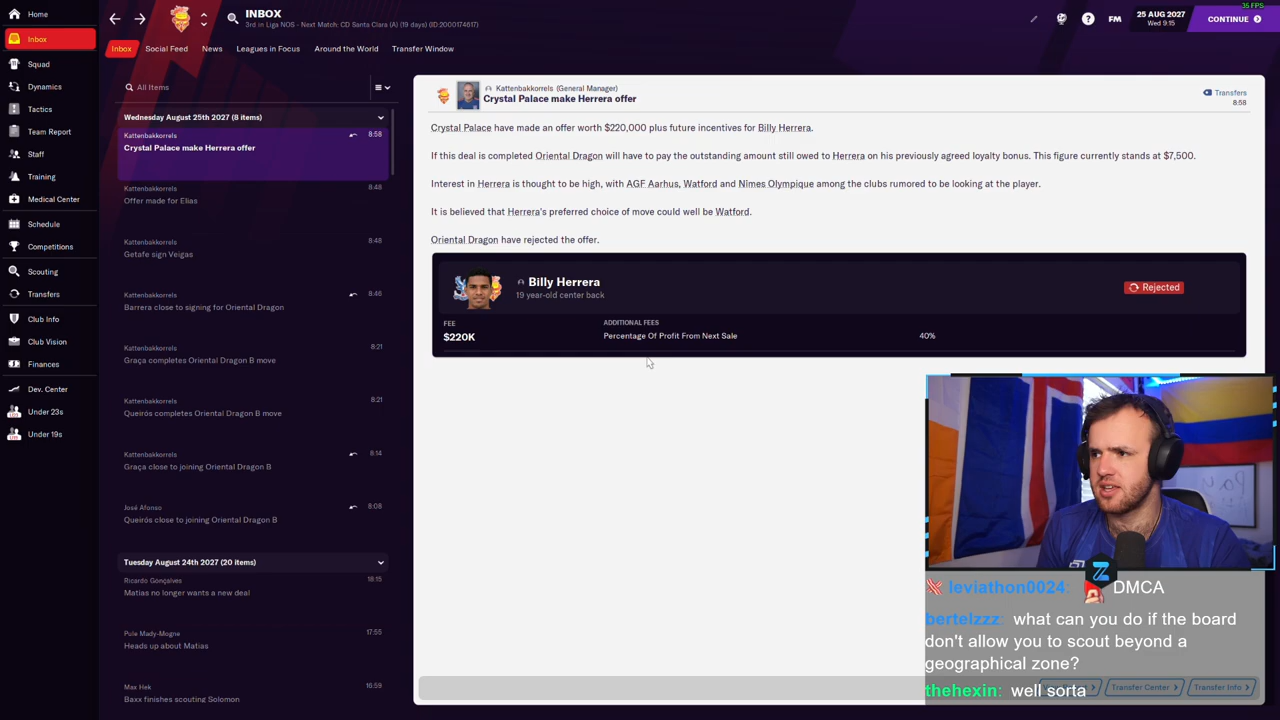 36 FPS
Home
INBOX
3rd in Liga NOS - Next Match: CD Santa Clara (A) (19 days) (ID:2000174617)
FM
25 AUG 2027
Wed 9:15
CONTINUE
Inbox
Inbox
Social Feed
News
Leagues in Focus
Around the World
Transfer Window
Squad
Dynamics
Tactics
Team Report
Staff
Training
Medical Center
Schedule
Competitions
Scouting
Transfers
Club Info
Club Vision
Finances
Dev. Center
Under 23s
Under 19s
All Items
Wednesday August 25th 2027 (8 items)
Kattenbakkorrels 8:58
Crystal Palace make Herrera offer
Kattenbakkorrels 8:48
Offer made for Elias
Kattenbakkorrels 8:48
Getafe sign Veigas
Kattenbakkorrels 8:46
Barrera close to signing for Oriental Dragon
Kattenbakkorrels 8:21
Graça completes Oriental Dragon B move
Kattenbakkorrels 8:21
Queirós completes Oriental Dragon B move
Kattenbakkorrels 8:14
Graça close to joining Oriental Dragon B
José Afonso 8:08
Queirós close to joining Oriental Dragon B
Tuesday August 24th 2027 (20 items)
Ricardo Gonçalves 18:15
Matias no longer wants a new deal
Pule Mady-Mogne 17:55
Heads up about Matias
Max Hek 16:59
Baxx finishes scouting Solomon
Kattenbakkorrels (General Manager)
Crystal Palace make Herrera offer
Transfers
8:58
Crystal Palace have made an offer worth $220,000 plus future incentives for Billy Herrera.
If this deal is completed Oriental Dragon will have to pay the outstanding amount still owed to Herrera on his previously agreed loyalty bonus. This figure currently stands at $7,500.
Interest in Herrera is thought to be high, with AGF Aarhus, Watford and Nîmes Olympique among the clubs rumored to be looking at the player.
It is believed that Herrera's preferred choice of move could well be Watford.
Oriental Dragon have rejected the offer.
Billy Herrera
19 year-old center back
Rejected
FEE
$220K
ADDITIONAL FEES
Percentage Of Profit From Next Sale 40%
leviathon0024: DMCA
bertelzzz: what can you do if the board
don't allow you to scout beyond a
geographical zone?
thehexin: well sorta
Transfer Center
Transfer Info